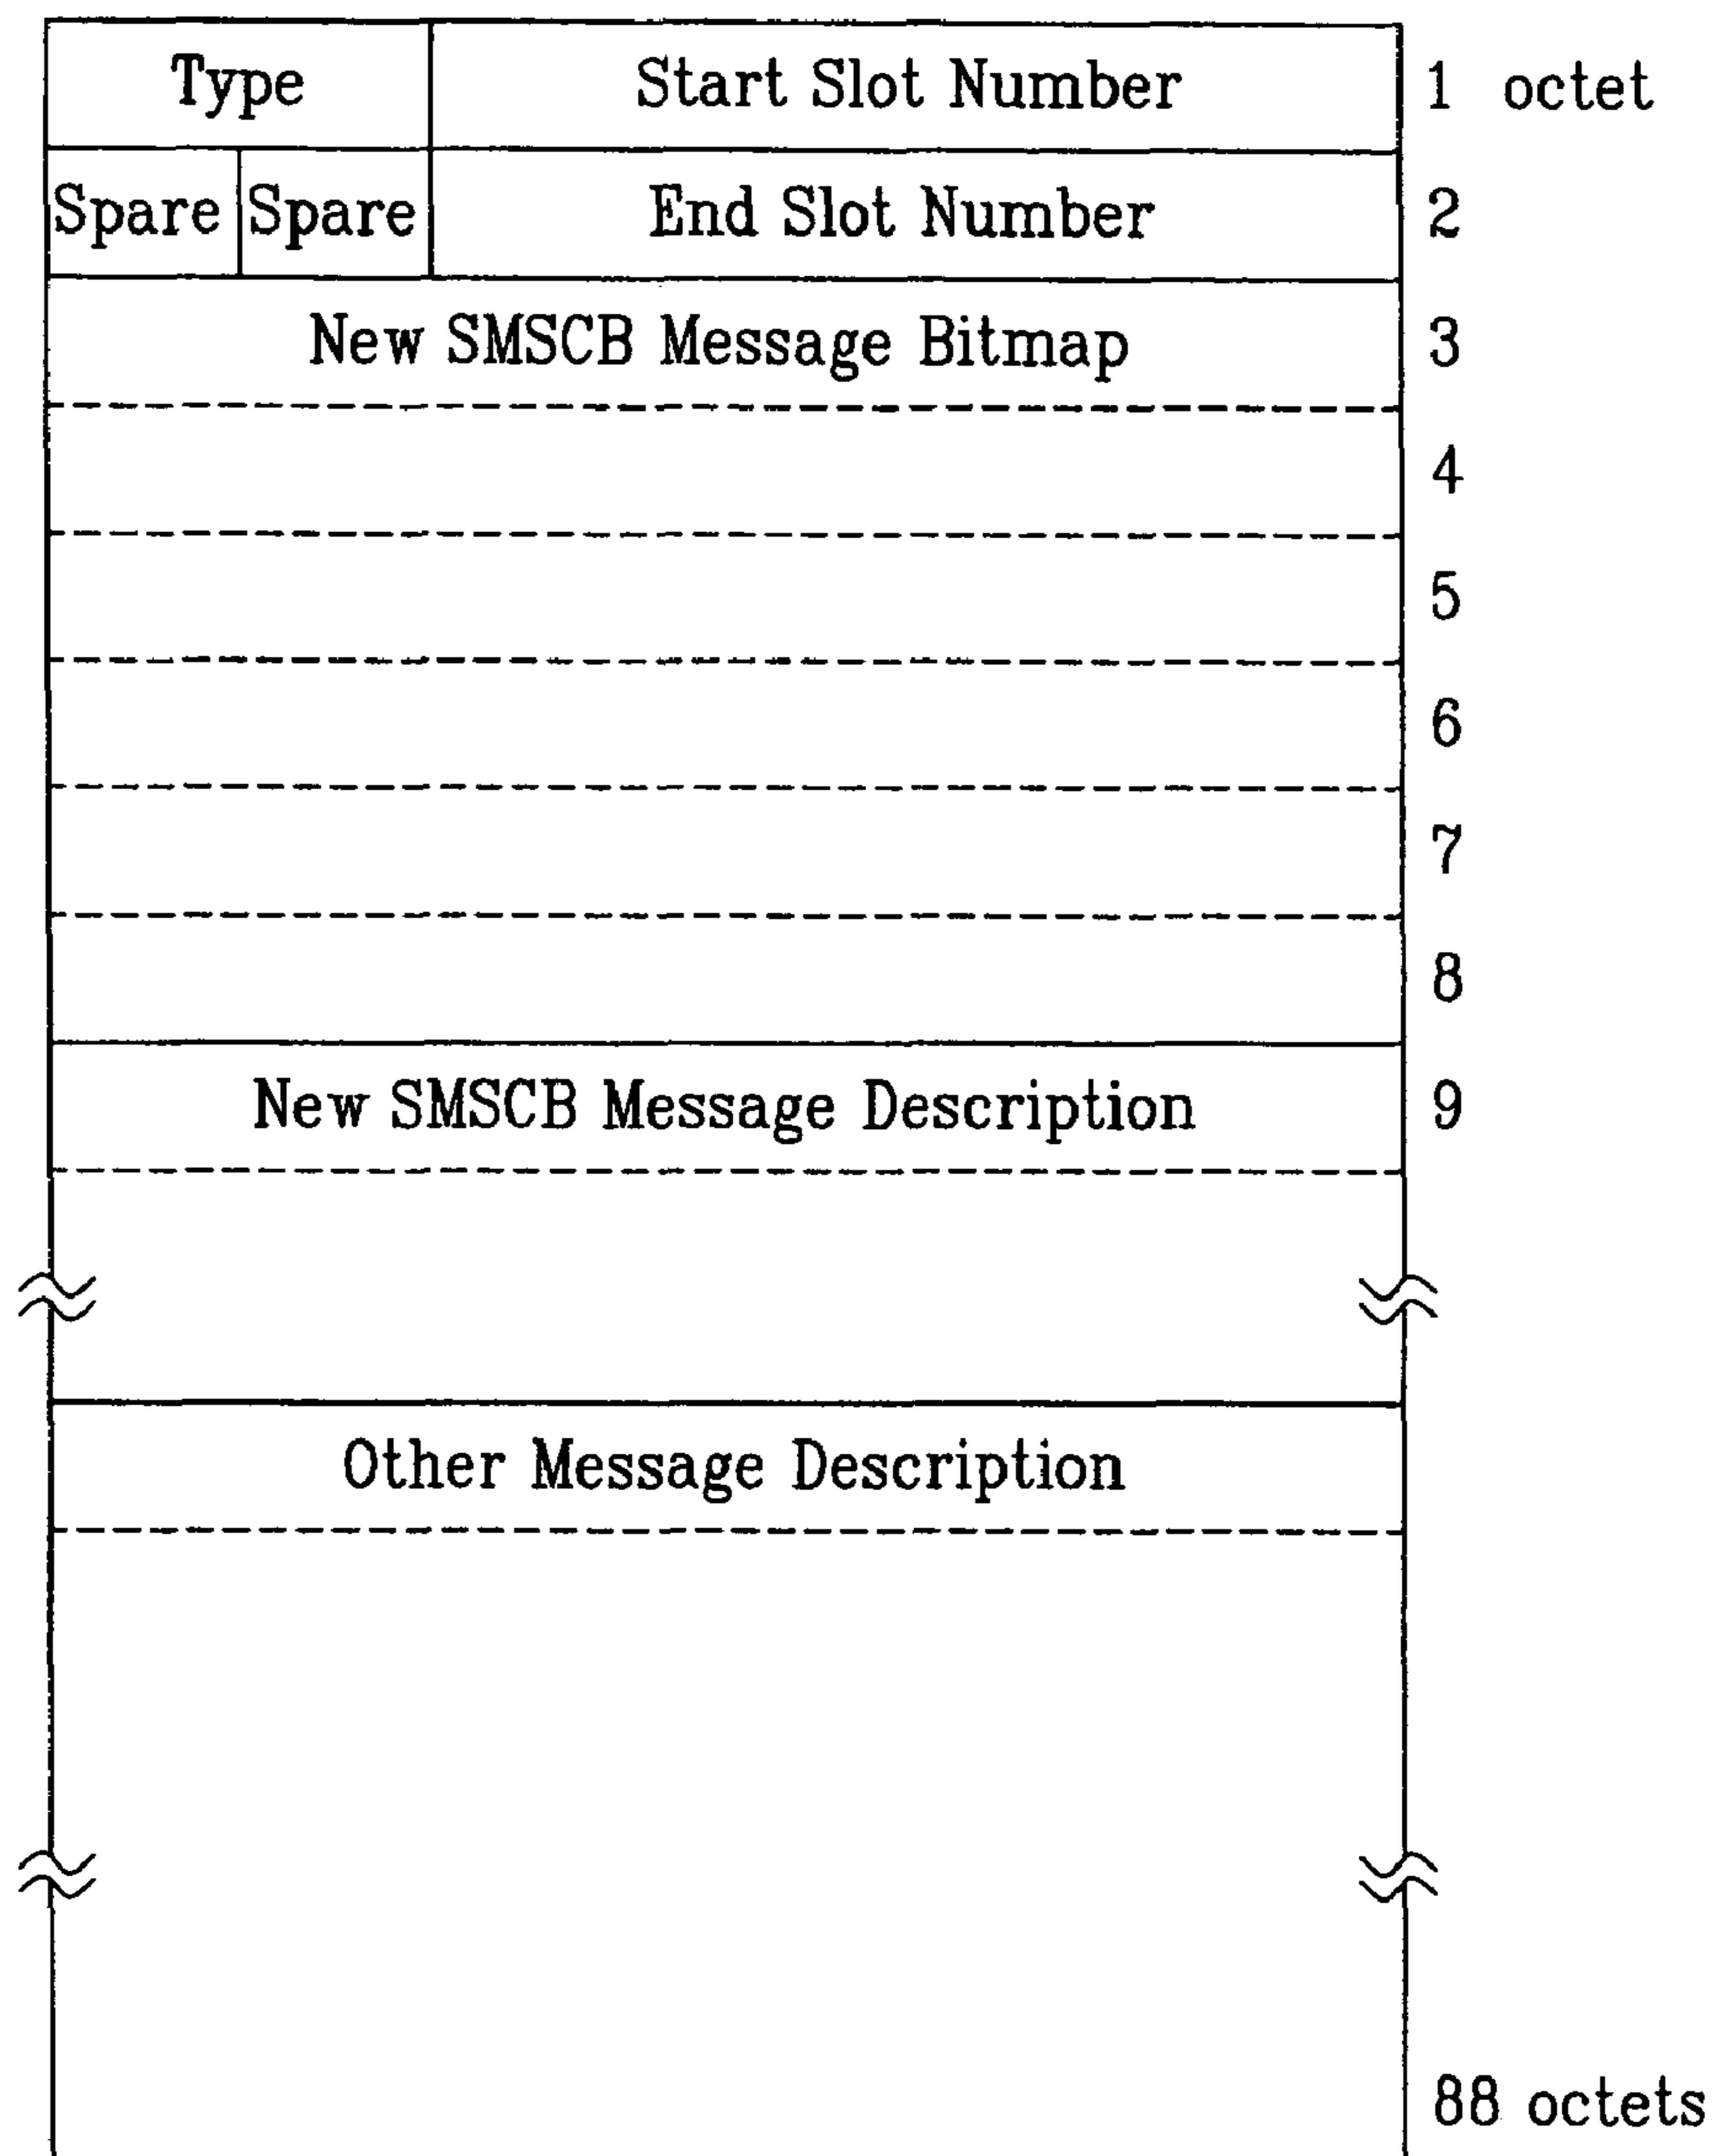 Type Start Slot Number 1 octet
Spare Spare End Slot Number 2
New SMSCB Message Bitmap 3
4
5
6
7
8
New SMSCB Message Description 9
Other Message Description
88 octets